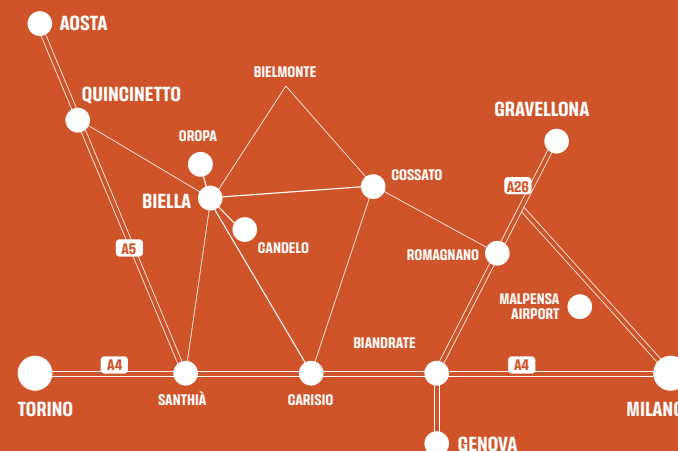 AOSTA
BIELMONTE
QUINCINETTO
GRAVELLONA
OROPA
COSSATO
A26
BIELLA
CANDELO
A5
ROMAGNANO
MALPENSA
AIRPORT
BIANDRATE
A4
A4
SANTHIÀ
CARISIO
TORINO
MILANO
GENOVA